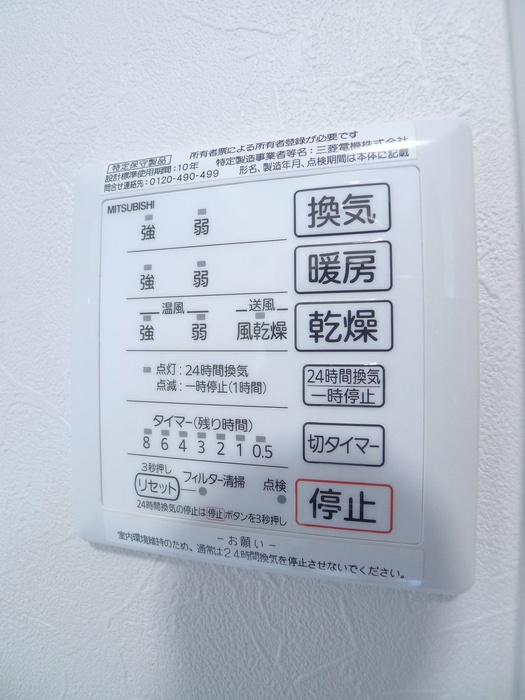 所有者票による所有者登録が必要です
特定保守製品 特定製造事業者等名：三菱電機株式会社
設計標準使用期間：10年 形名、製造年月、点検期間は本体に記載
問合せ連絡先：0120-490-499
MITSUBISHI
強 弱 換気
強 弱 暖房
温風 送風
強 弱 風乾燥 乾燥
点灯：24時間換気
点滅：一時停止(1時間)
24時間換気
一時停止
タイマー(残り時間)
8 6 4 3 2 1 0.5
切タイマー
3秒押し
リセット フィルター清掃 点検
停止
24時間換気の停止は停止ボタンを3秒押し
－お願い－
室内環境維持のため、通常は24時間換気を停止させないでください。